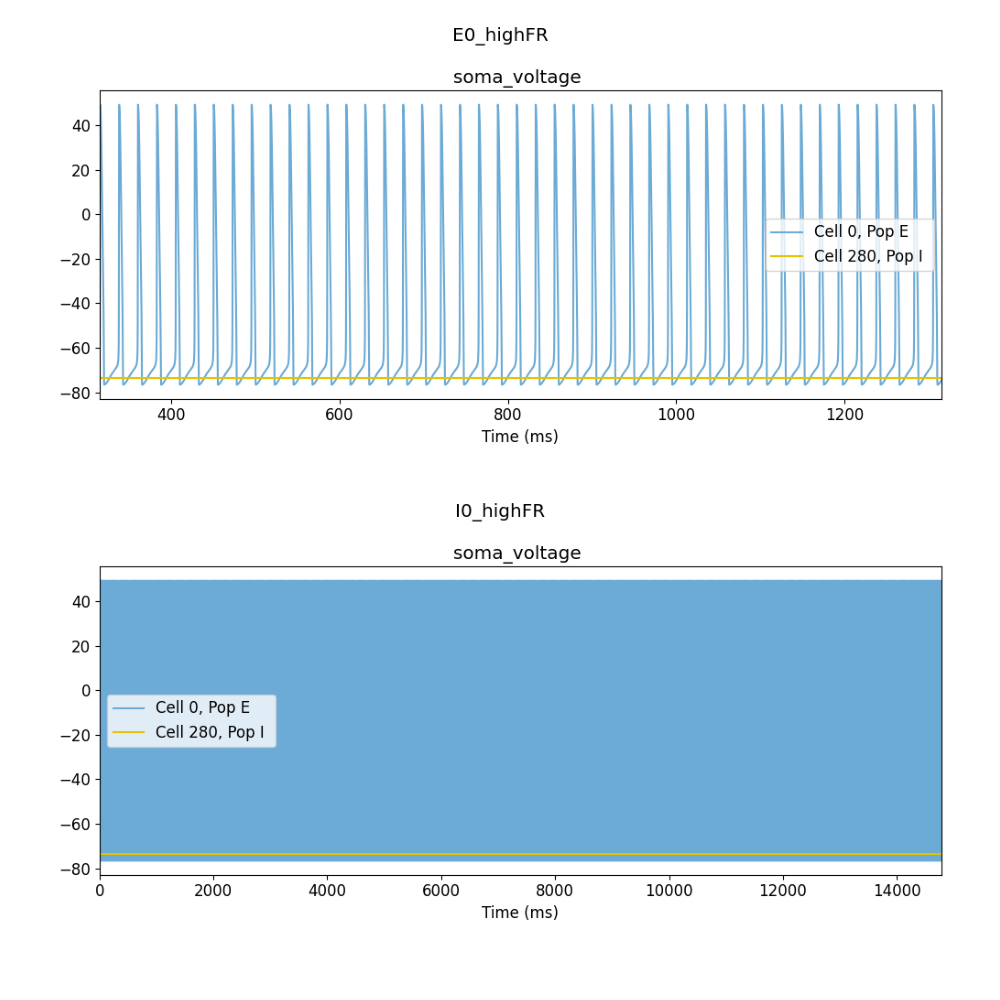 E0_highFR
soma_voltage
40
20
0
−20
−40
−60
−80
Cell 0, Pop E
Cell 280, Pop I
400 600 800 1000 1200
Time (ms)
I0_highFR
soma_voltage
40
20
0
−20
−40
−60
−80
Cell 0, Pop E
Cell 280, Pop I
0 2000 4000 6000 8000 10000 12000 14000
Time (ms)